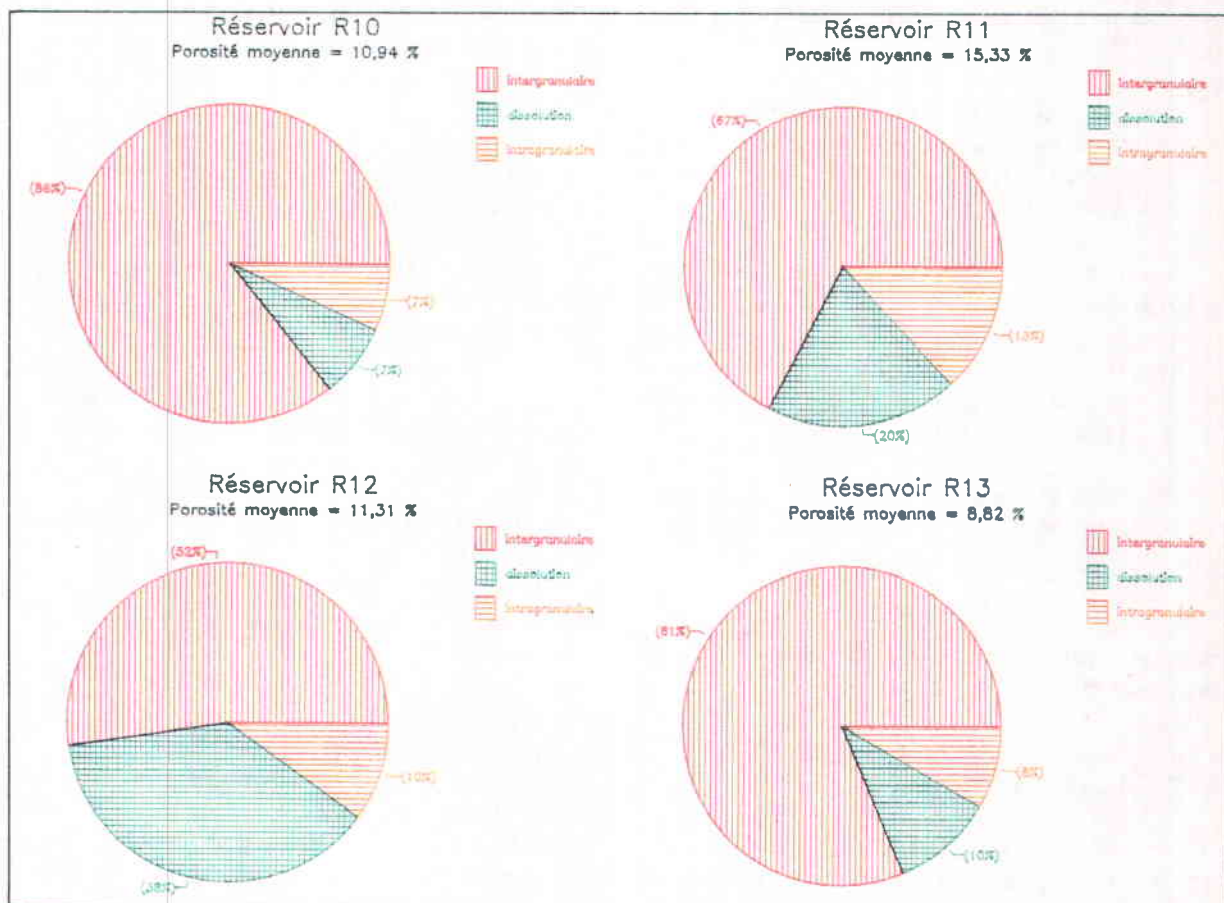 Réservoir R10
Porosité moyenne = 10,94 %
intergranulaire
dissolution
intragranulaire
(86%)
(7%)
(7%)
Réservoir R11
Porosité moyenne = 15,33 %
intergranulaire
dissolution
intragranulaire
(67%)
(13%)
(20%)
Réservoir R12
Porosité moyenne = 11,31 %
intergranulaire
dissolution
intragranulaire
(52%)
(10%)
(38%)
Réservoir R13
Porosité moyenne = 8,82 %
intergranulaire
dissolution
intragranulaire
(81%)
(8%)
(10%)